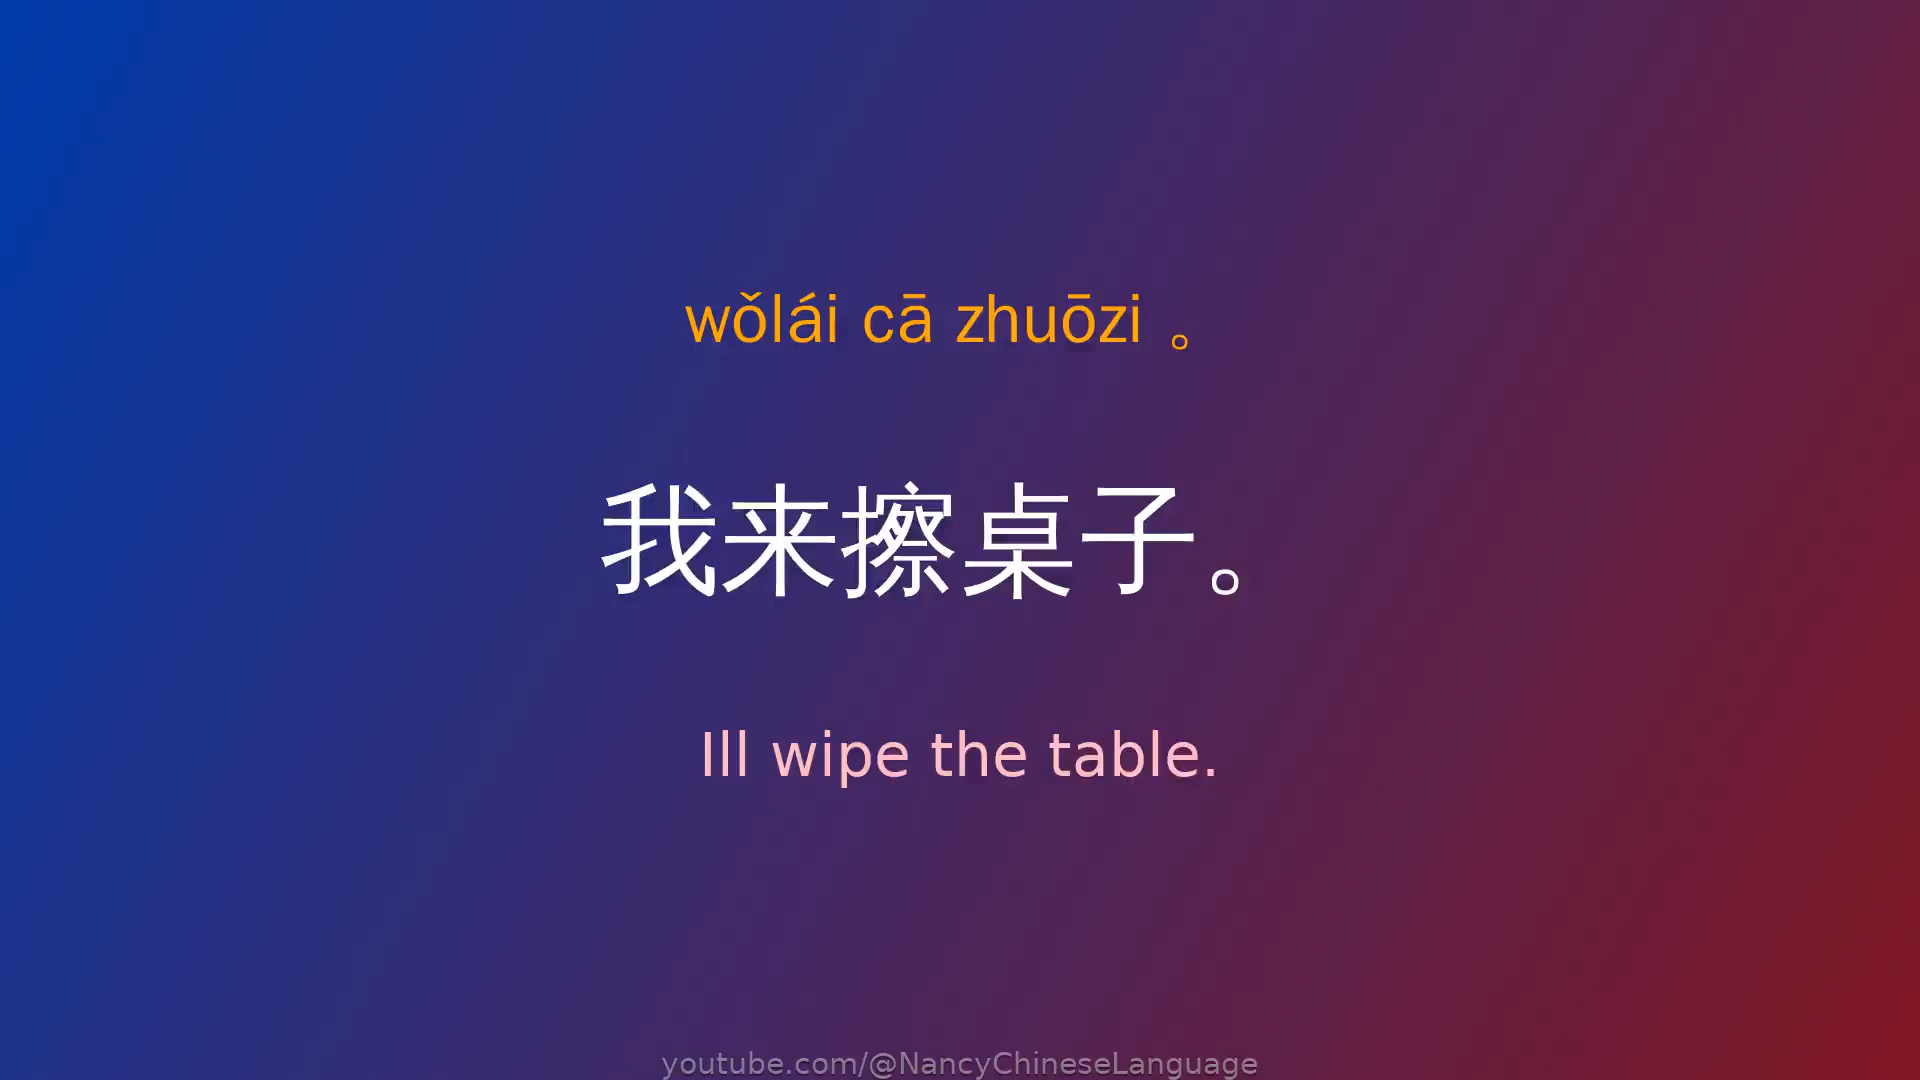 wǒlái cā zhuōzi 。
我来擦桌子。
Ill wipe the table.
youtube.com/@NancyChineseLanguage